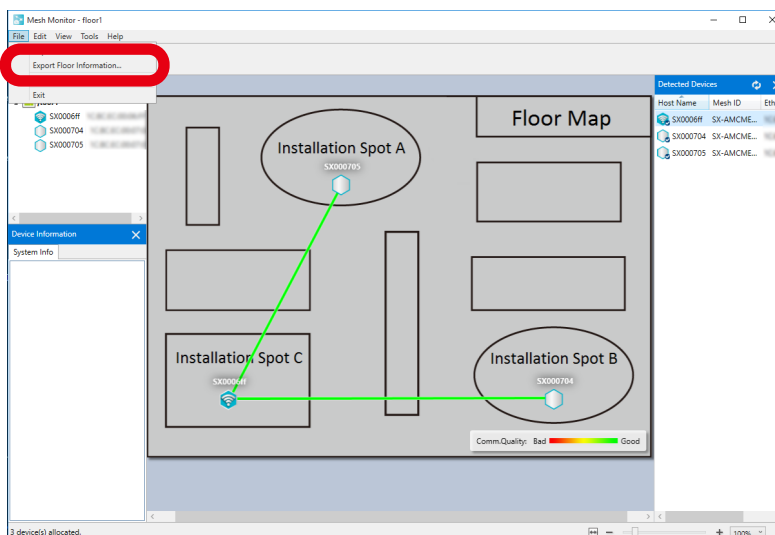 Mesh Monitor - floor1
File Edit View Tools Help
Export Floor Information...
Exit
SX0006ff
SX000704
SX000705
Device Information
System Info
Floor Map
Installation Spot A
SX000705
Installation Spot C
SX0006ff
Installation Spot B
SX000704
Comm.Quality: Bad Good
Detected Devices
Host Name Mesh ID Eth
SX0006ff SX-AMCME...
SX000704 SX-AMCME...
SX000705 SX-AMCME...
3 device(s) allocated.
100%